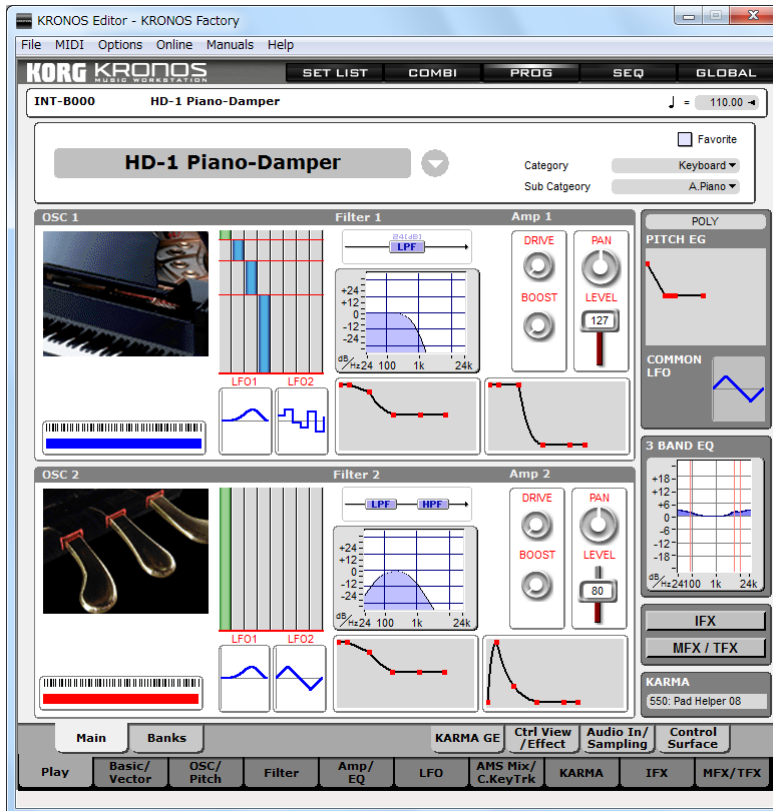 KRONOS Editor - KRONOS Factory
File MIDI Options Online Manuals Help
KORG KRONOS SET LIST COMBI PROG SEQ GLOBAL
MUSIC WORKSTATION
INT-B000 HD-1 Piano-Damper ♩ = 110.00
Favorite
HD-1 Piano-Damper
Category Keyboard
Sub Catgeory A.Piano
OSC 1 Filter 1 Amp 1
24[dB]
LPF
DRIVE PAN
BOOST LEVEL
127
+24
+12
0
-12
-24
dB/Hz 24 100 1k 24k
LFO1 LFO2
POLY
PITCH EG
COMMON
LFO
OSC 2 Filter 2 Amp 2
LPF HPF
DRIVE PAN
BOOST LEVEL
80
+24
+12
0
-12
-24
dB/Hz 24 100 1k 24k
LFO1 LFO2
3 BAND EQ
+18
+12
+6
0
-6
-12
-18
dB/Hz 24 100 1k 24k
IFX
MFX / TFX
KARMA
550: Pad Helper 08
Main Banks KARMA GE Ctrl View /Effect Audio In/ Sampling Control Surface
Play Basic/ Vector OSC/ Pitch Filter Amp/ EQ LFO AMS Mix/ C.KeyTrk KARMA IFX MFX/TFX